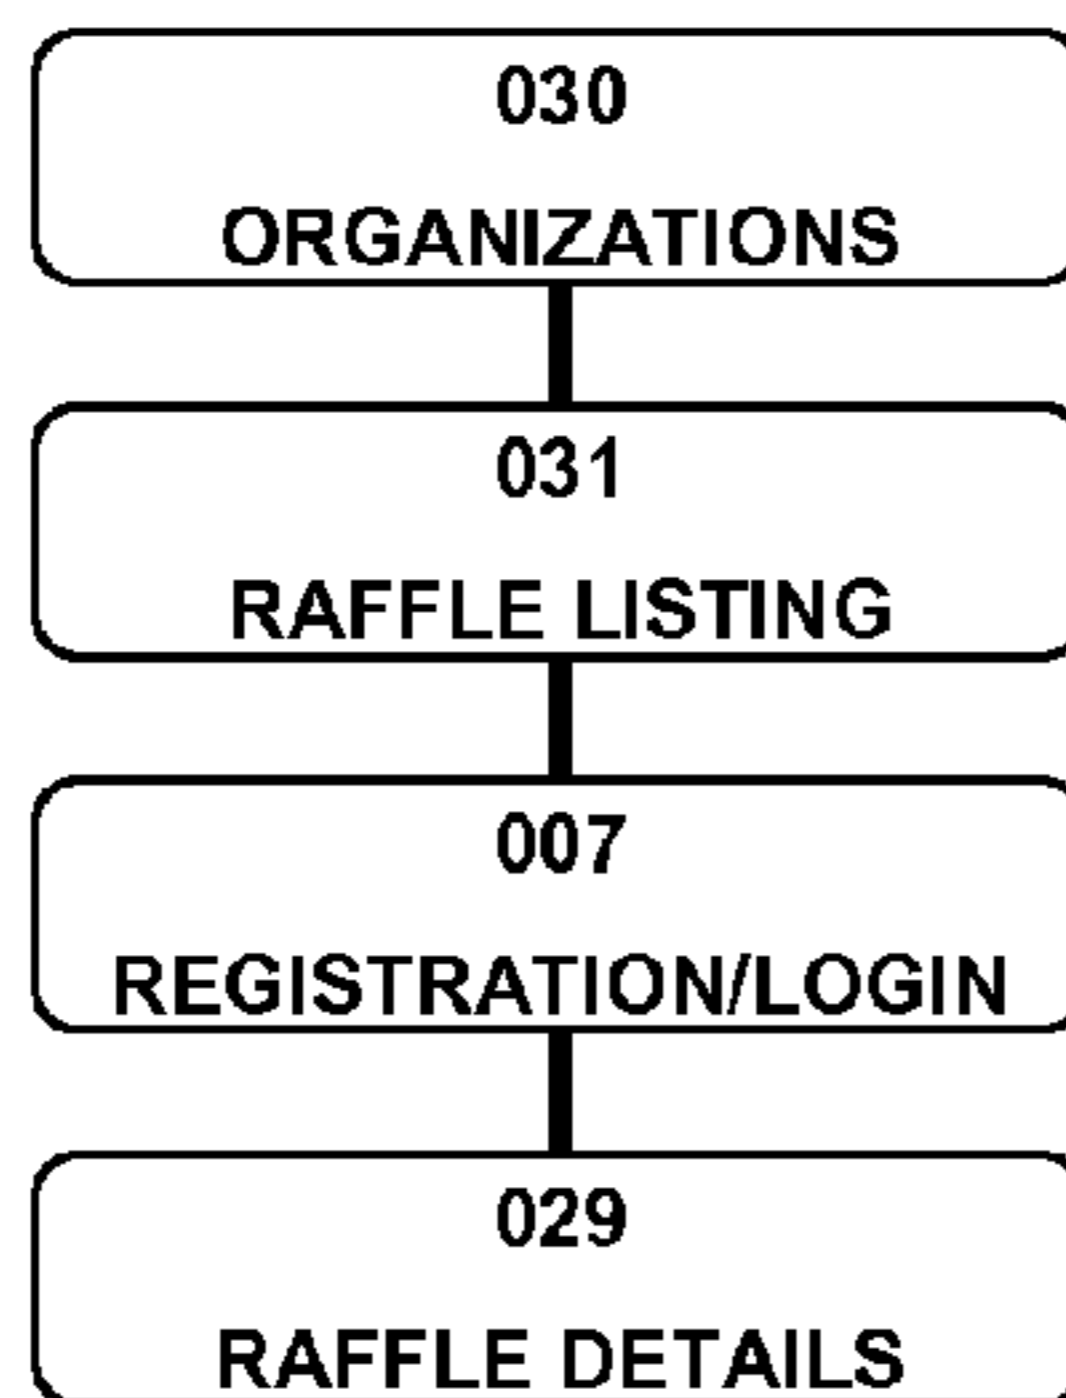 030
ORGANIZATIONS
031
RAFFLE LISTING
007
REGISTRATION/LOGIN
029
RAFFLE DETAILS